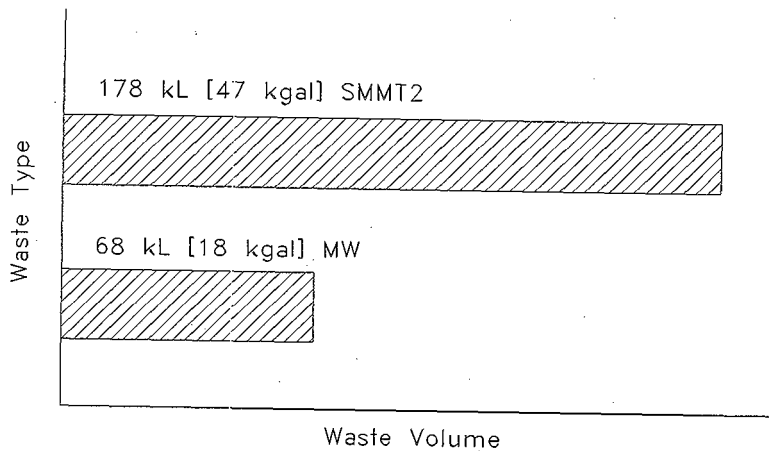 178 kL [47 kgal] SMMT2
Waste Type
68 kL [18 kgal] MW
Waste Volume